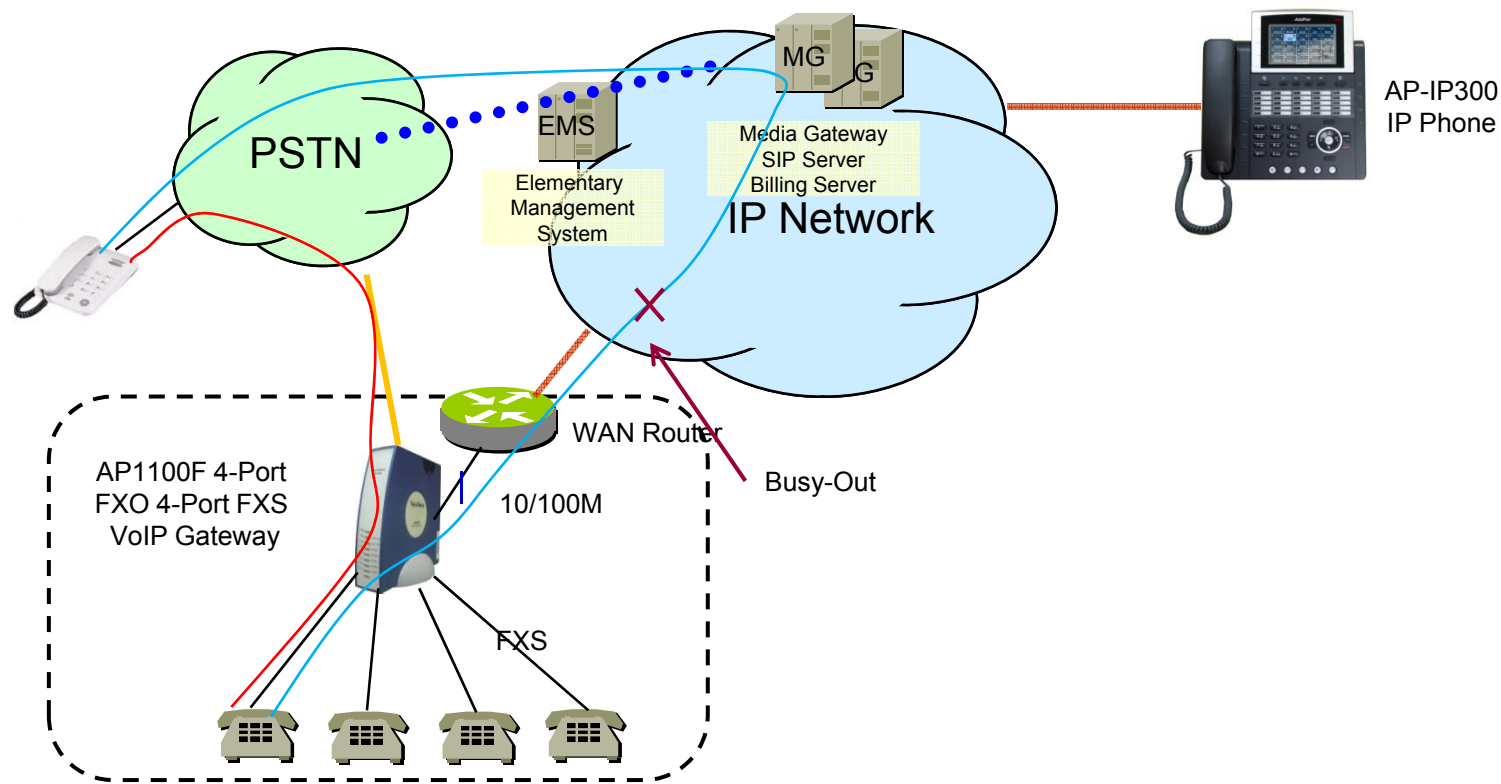 MG
G
EMS
PSTN
Media Gateway
SIP Server
Billing Server
Elementary
Management
System
IP Network
AddPac
AP-IP300
IP Phone
WAN Router
Busy-Out
10/100M
AP1100F 4-Port
FXO 4-Port FXS
VoIP Gateway
FXS